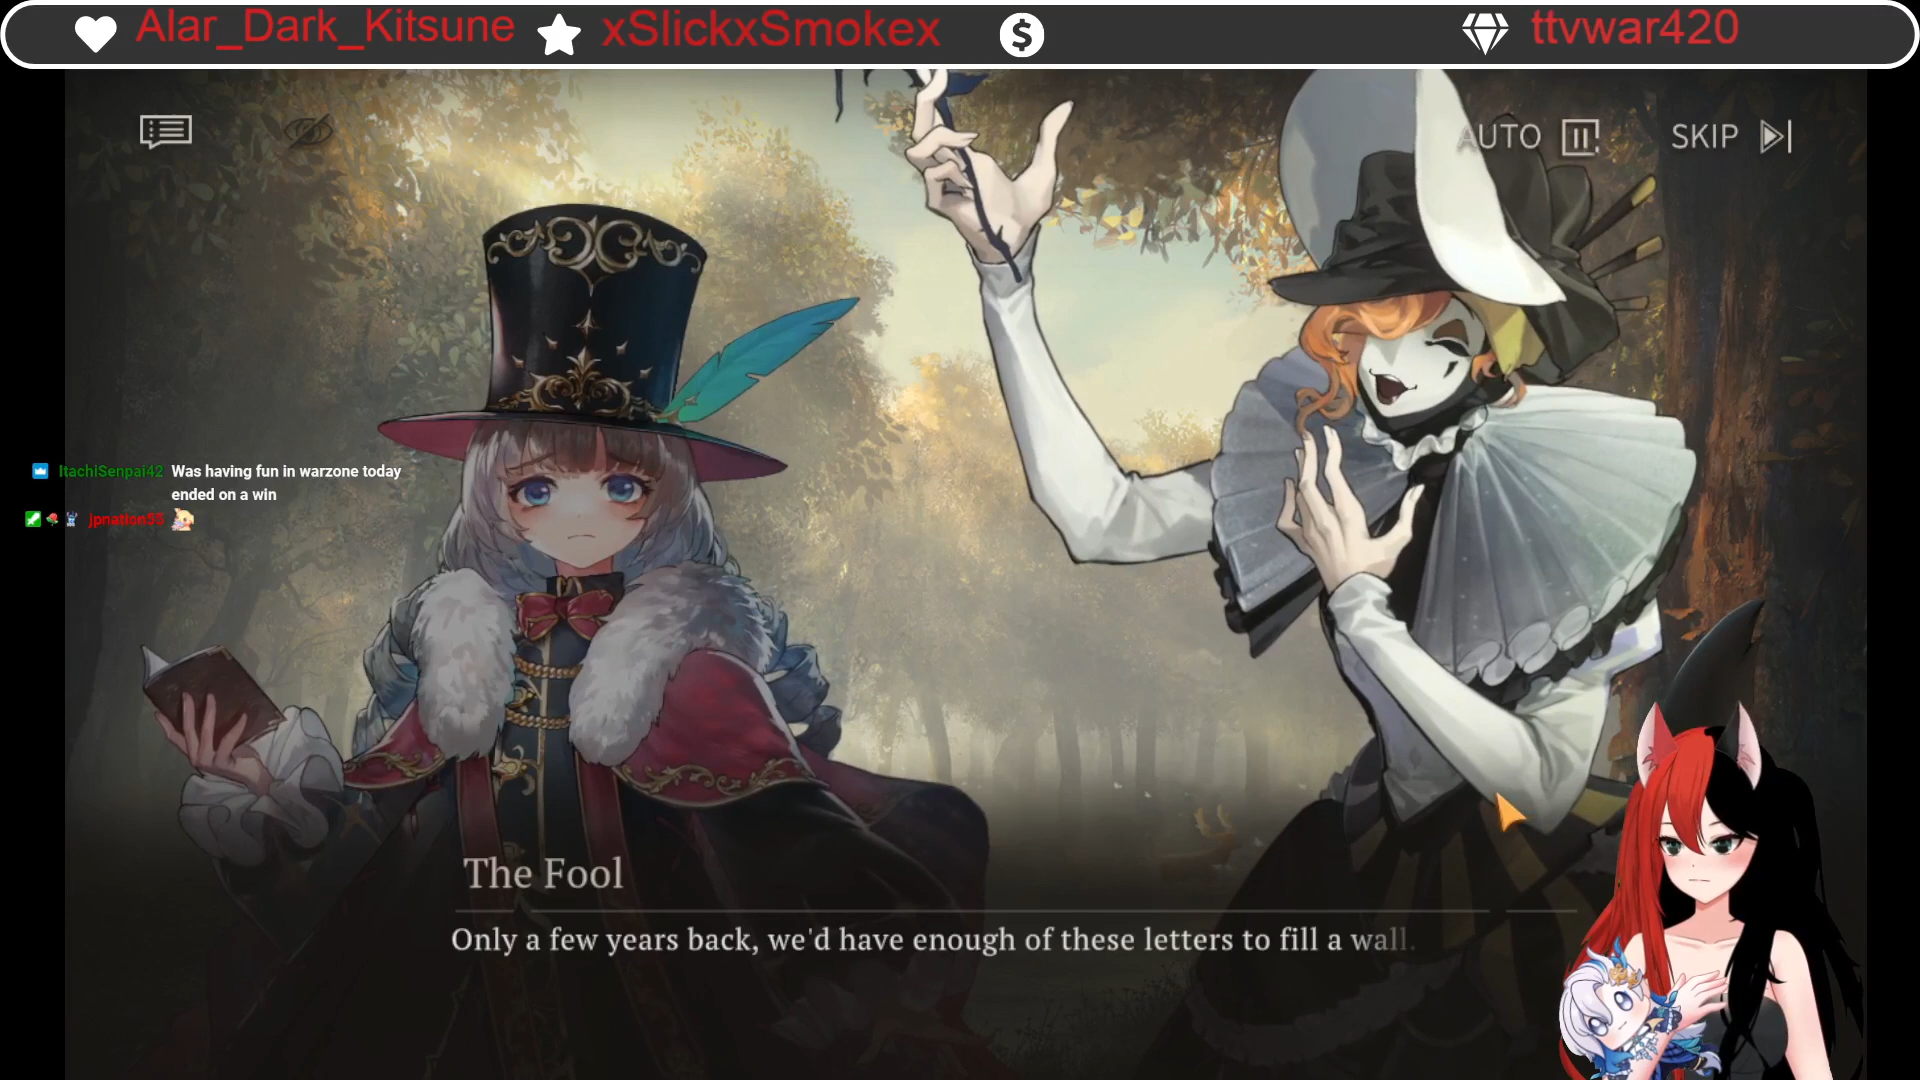 Alar_Dark_Kitsune
xSlickxSmokex
ttvwar420
AUTO
SKIP
ItachiSenpai42 Was having fun in warzone today
ended on a win
jpnation55
The Fool
Only a few years back, we'd have enough of these letters to fill a wall.